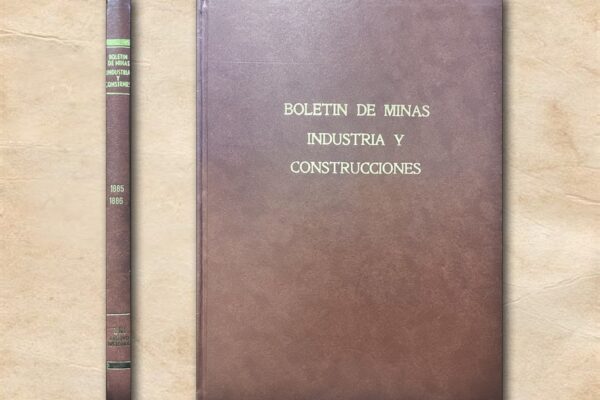 BOLETIN
DE MINAS
INDUSTRIA
Y
1885
1886
BOLETIN DE MINAS
INDUSTRIA Y
CONSTRUCCIONES